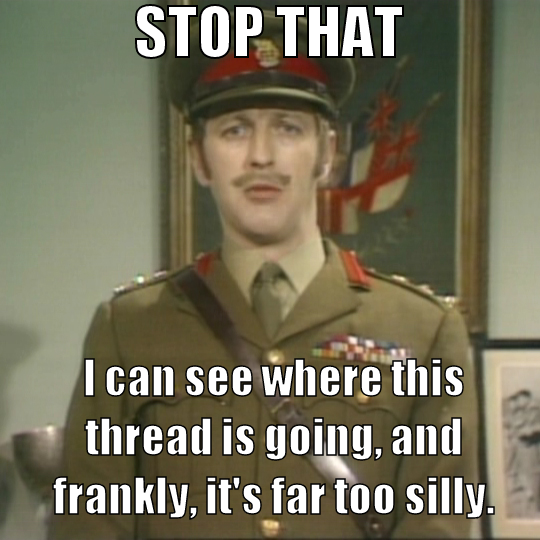 STOP THAT
I can see where this
thread is going, and
frankly, it's far too silly.